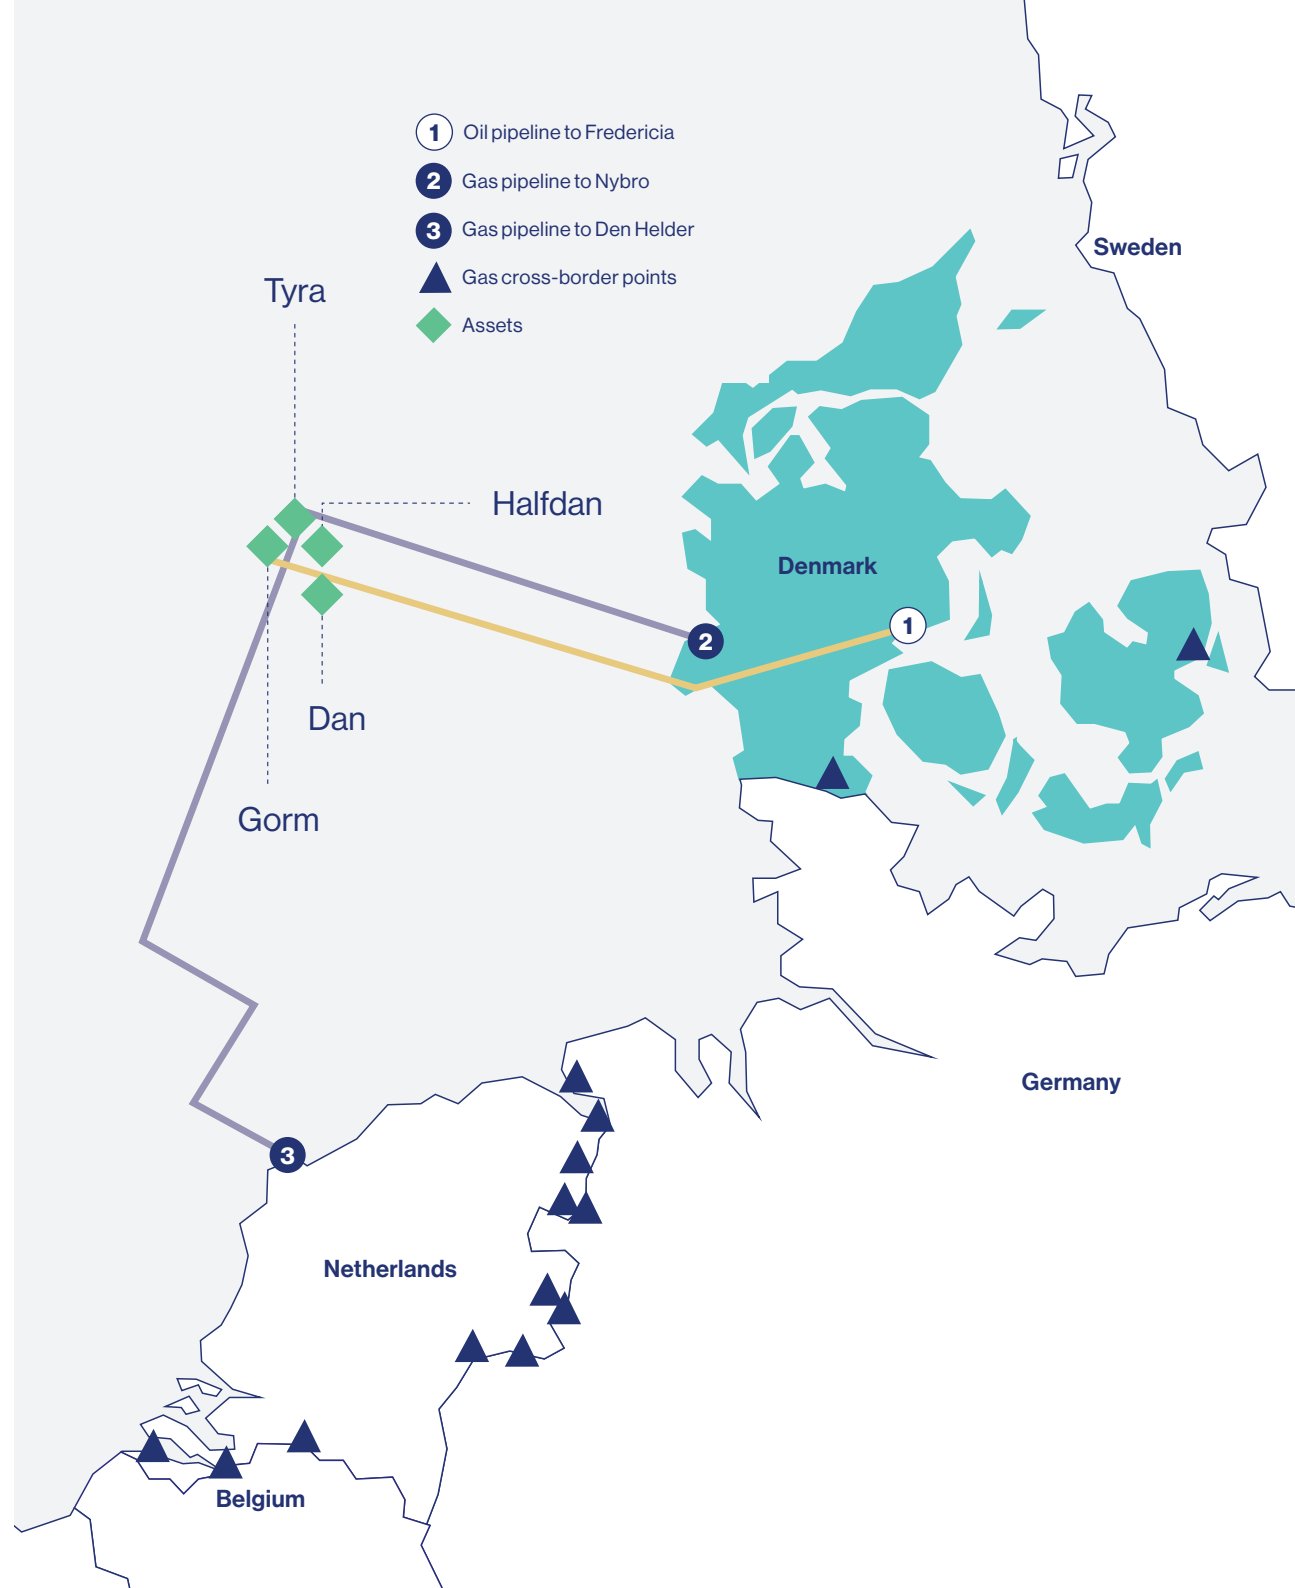 1 Oil pipeline to Fredericia
2 Gas pipeline to Nybro
3 Gas pipeline to Den Helder
Gas cross-border points
Assets
Sweden
Tyra
Halfdan
Denmark
1
2
Dan
Gorm
Germany
3
Netherlands
Belgium